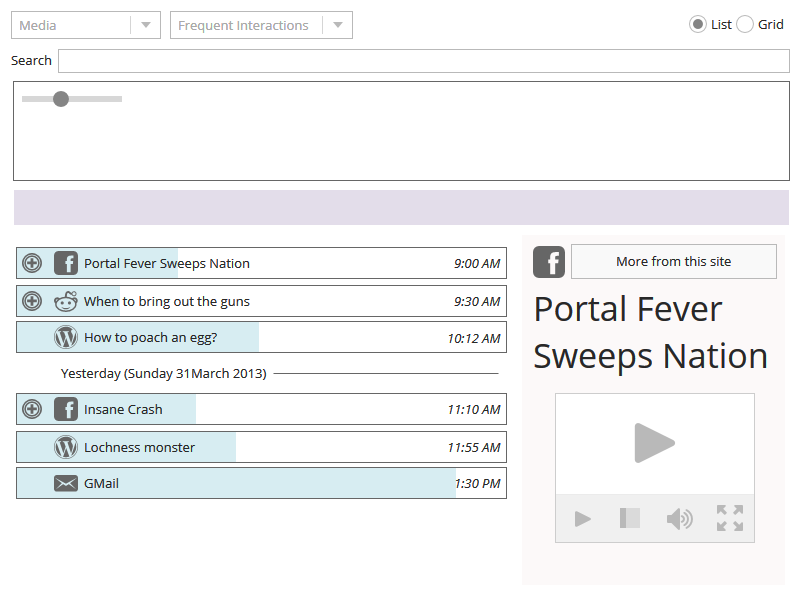 Media Frequent Interactions List Grid
Search
Portal Fever Sweeps Nation 9:00 AM
When to bring out the guns 9:30 AM
How to poach an egg? 10:12 AM
Yesterday (Sunday 31March 2013)
Insane Crash 11:10 AM
Lochness monster 11:55 AM
GMail 1:30 PM
More from this site
Portal Fever
Sweeps Nation